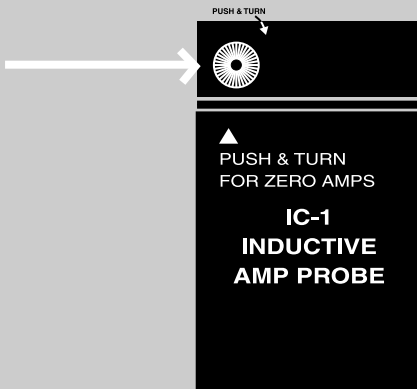 PUSH & TURN
PUSH & TURN
FOR ZERO AMPS
IC-1
INDUCTIVE
AMP PROBE